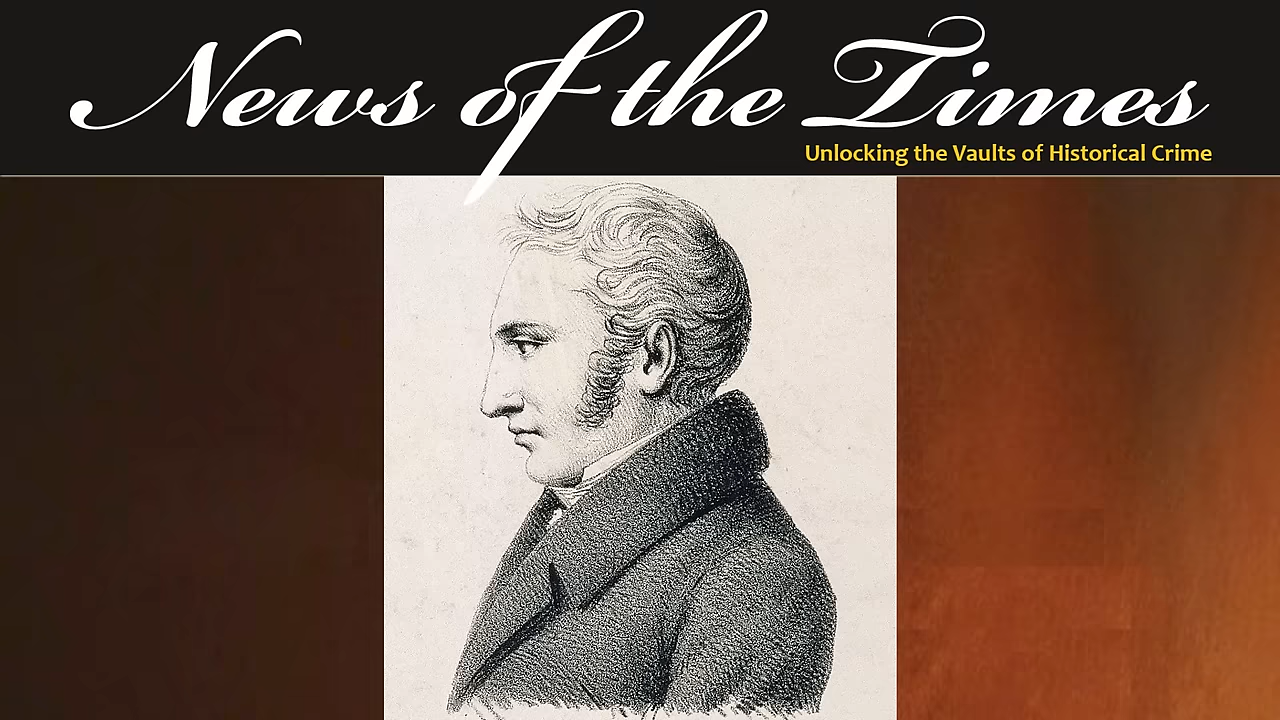 News of the Times
Unlocking the Vaults of Historical Crime